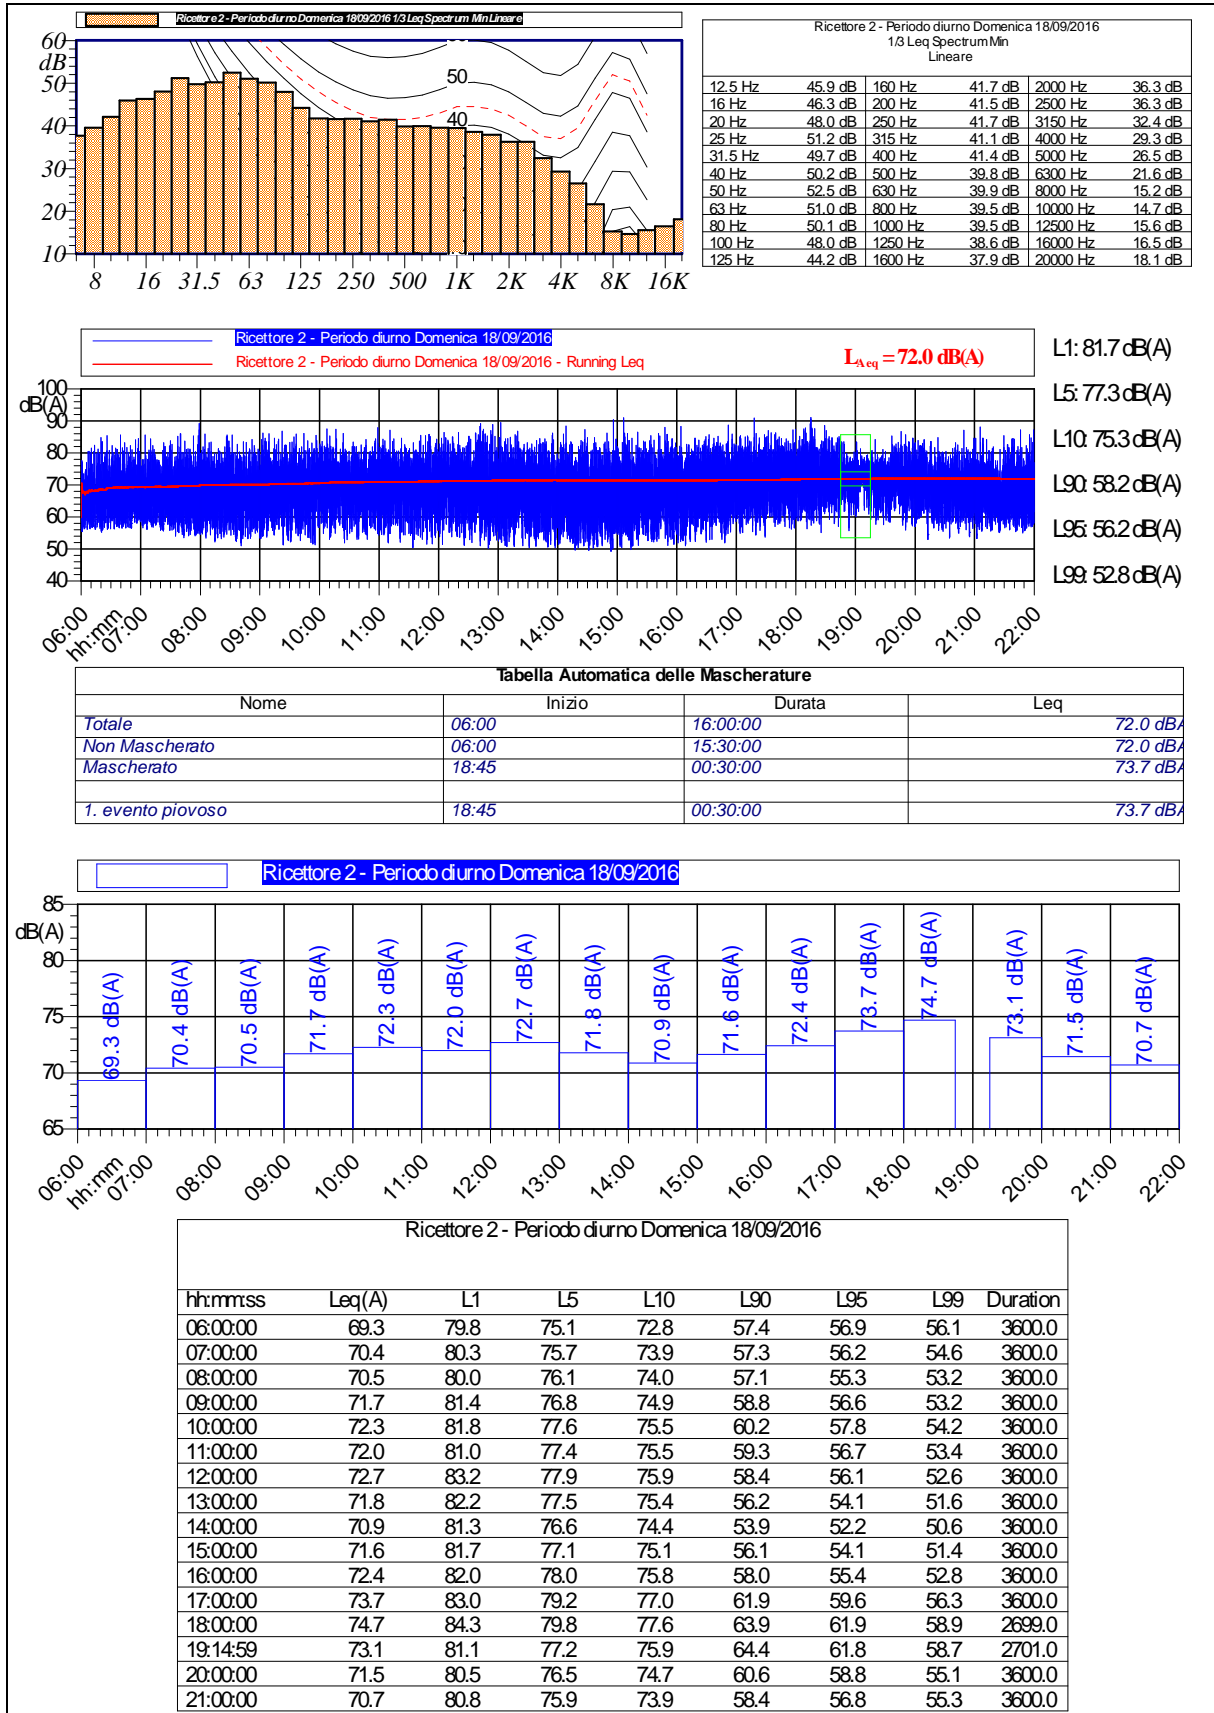 Ricettore 2 - Periodo diurno Domenica 18/09/2016 1/3 Leq Spectrum Min Lineare
60
dB
50
40
30
20
10
50
40
8 16 31.5 63 125 250 500 1K 2K 4K 8K 16K
Ricettore 2 - Periodo diurno Domenica 18/09/2016
1/3 Leq Spectrum Min
Lineare
12.5 Hz 45.9 dB 160 Hz 41.7 dB 2000 Hz 36.3 dB
16 Hz 46.3 dB 200 Hz 41.5 dB 2500 Hz 36.3 dB
20 Hz 48.0 dB 250 Hz 41.7 dB 3150 Hz 32.4 dB
25 Hz 51.2 dB 315 Hz 41.1 dB 4000 Hz 29.3 dB
31.5 Hz 49.7 dB 400 Hz 41.4 dB 5000 Hz 26.5 dB
40 Hz 50.2 dB 500 Hz 39.8 dB 6300 Hz 21.6 dB
50 Hz 52.5 dB 630 Hz 39.9 dB 8000 Hz 15.2 dB
63 Hz 51.0 dB 800 Hz 39.5 dB 10000 Hz 14.7 dB
80 Hz 50.1 dB 1000 Hz 39.5 dB 12500 Hz 15.6 dB
100 Hz 48.0 dB 1250 Hz 38.6 dB 16000 Hz 16.5 dB
125 Hz 44.2 dB 1600 Hz 37.9 dB 20000 Hz 18.1 dB
Ricettore 2 - Periodo diurno Domenica 18/09/2016
Ricettore 2 - Periodo diurno Domenica 18/09/2016 - Running Leq
LAeq = 72.0 dB(A)
L1: 81.7 dB(A)
L5: 77.3 dB(A)
L10: 75.3 dB(A)
L90: 58.2 dB(A)
L95: 56.2 dB(A)
L99: 52.8 dB(A)
100
dB(A)
90
80
70
60
50
40
06:00 hh:mm 07:00 08:00 09:00 10:00 11:00 12:00 13:00 14:00 15:00 16:00 17:00 18:00 19:00 20:00 21:00 22:00
Tabella Automatica delle Mascherature
Nome Inizio Durata Leq
Totale 06:00 16:00:00 72.0 dBA
Non Mascherato 06:00 15:30:00 72.0 dBA
Mascherato 18:45 00:30:00 73.7 dBA
1. evento piovoso 18:45 00:30:00 73.7 dBA
Ricettore 2 - Periodo diurno Domenica 18/09/2016
85
dB(A)
80
75
70
65
69.3 dB(A) 70.4 dB(A) 70.5 dB(A) 71.7 dB(A) 72.3 dB(A) 72.0 dB(A) 72.7 dB(A) 71.8 dB(A) 70.9 dB(A) 71.6 dB(A) 72.4 dB(A) 73.7 dB(A) 74.7 dB(A) 73.1 dB(A) 71.5 dB(A) 70.7 dB(A)
06:00 hh:mm 07:00 08:00 09:00 10:00 11:00 12:00 13:00 14:00 15:00 16:00 17:00 18:00 19:00 20:00 21:00 22:00
Ricettore 2 - Periodo diurno Domenica 18/09/2016
hh:mm:ss Leq(A) L1 L5 L10 L90 L95 L99 Duration
06:00:00 69.3 79.8 75.1 72.8 57.4 56.9 56.1 3600.0
07:00:00 70.4 80.3 75.7 73.9 57.3 56.2 54.6 3600.0
08:00:00 70.5 80.0 76.1 74.0 57.1 55.3 53.2 3600.0
09:00:00 71.7 81.4 76.8 74.9 58.8 56.6 53.2 3600.0
10:00:00 72.3 81.8 77.6 75.5 60.2 57.8 54.2 3600.0
11:00:00 72.0 81.0 77.4 75.5 59.3 56.7 53.4 3600.0
12:00:00 72.7 83.2 77.9 75.9 58.4 56.1 52.6 3600.0
13:00:00 71.8 82.2 77.5 75.4 56.2 54.1 51.6 3600.0
14:00:00 70.9 81.3 76.6 74.4 53.9 52.2 50.6 3600.0
15:00:00 71.6 81.7 77.1 75.1 56.1 54.1 51.4 3600.0
16:00:00 72.4 82.0 78.0 75.8 58.0 55.4 52.8 3600.0
17:00:00 73.7 83.0 79.2 77.0 61.9 59.6 56.3 3600.0
18:00:00 74.7 84.3 79.8 77.6 63.9 61.9 58.9 2699.0
19:14:59 73.1 81.1 77.2 75.9 64.4 61.8 58.7 2701.0
20:00:00 71.5 80.5 76.5 74.7 60.6 58.8 55.1 3600.0
21:00:00 70.7 80.8 75.9 73.9 58.4 56.8 55.3 3600.0